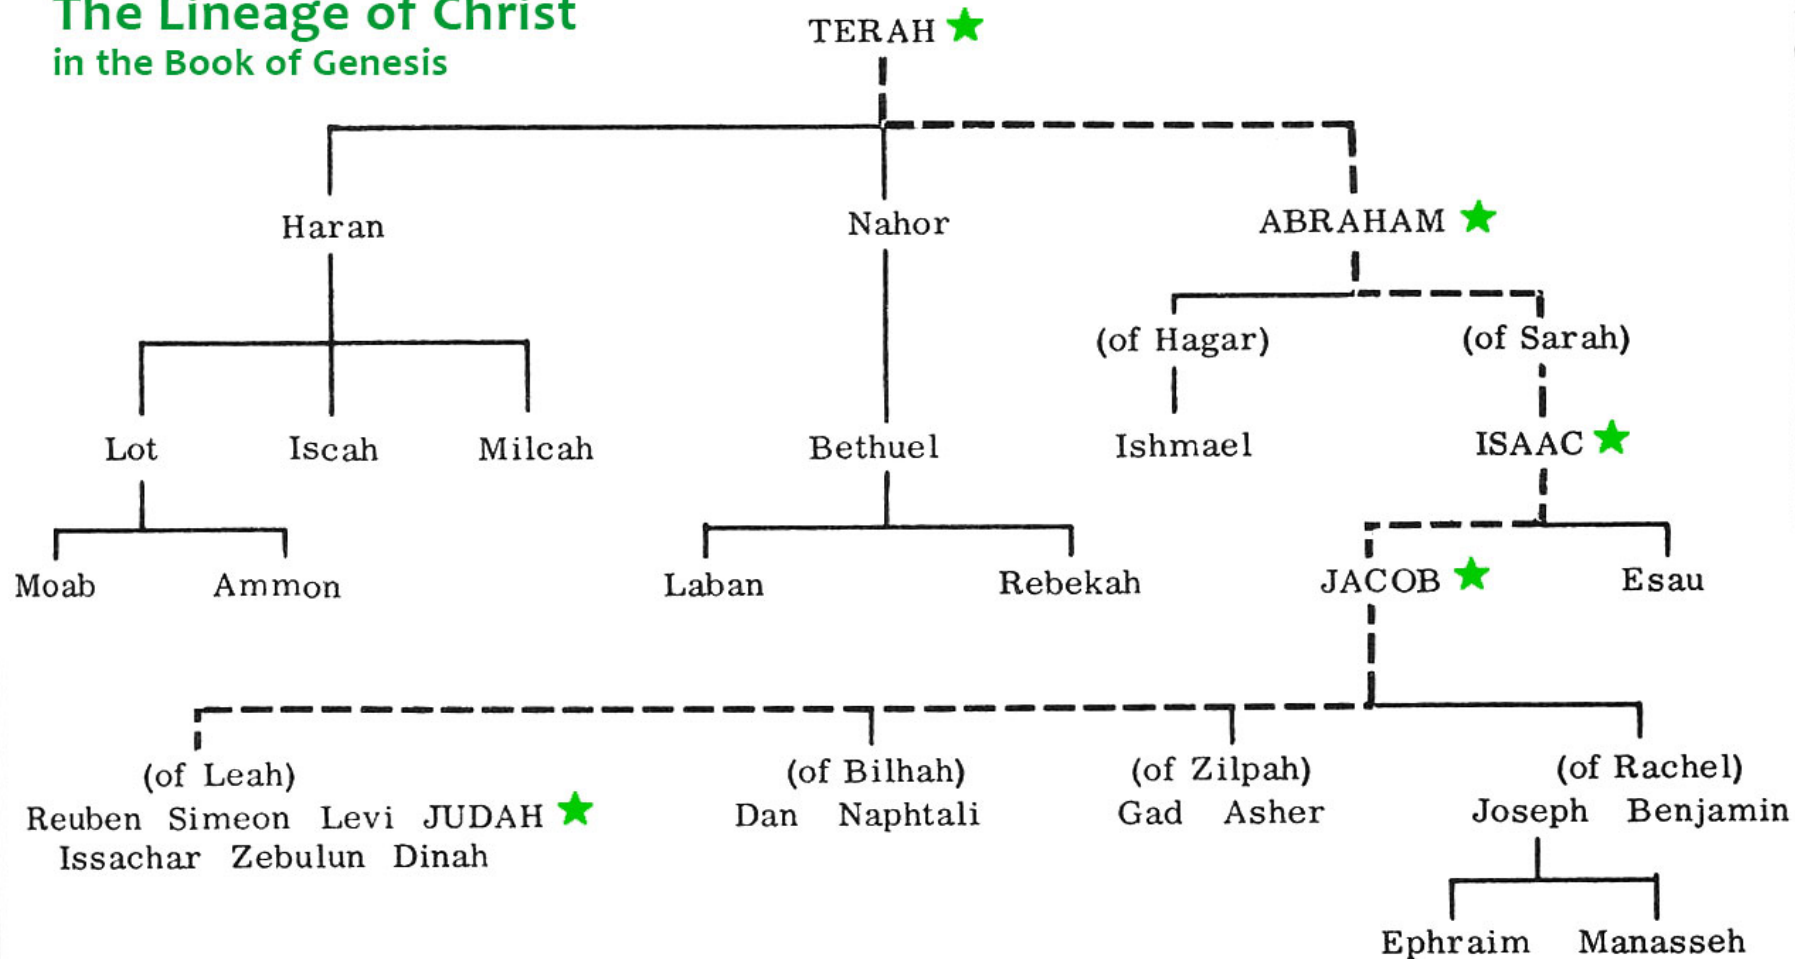 The Lineage of Christ
in the Book of Genesis
TERAH
Haran Nahor ABRAHAM
(of Hagar) (of Sarah)
Lot Iscah Milcah Bethuel Ishmael ISAAC
Moab Ammon Laban Rebekah JACOB Esau
(of Leah) (of Bilhah) (of Zilpah) (of Rachel)
Reuben Simeon Levi JUDAH Dan Naphtali Gad Asher Joseph Benjamin
Issachar Zebulun Dinah
Ephraim Manasseh